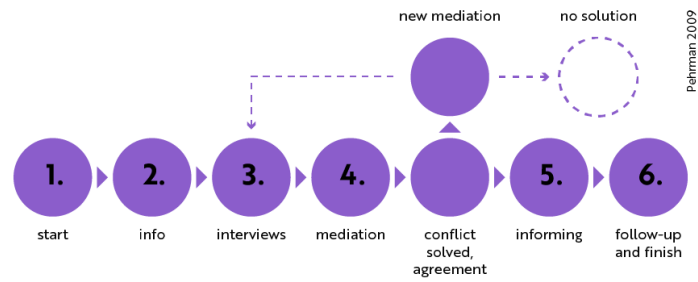 new mediation
no solution
Pehrman 2009
1.
2.
3.
4.
5.
6.
start
info
interviews
mediation
conflict
solved,
agreement
informing
follow-up
and finish